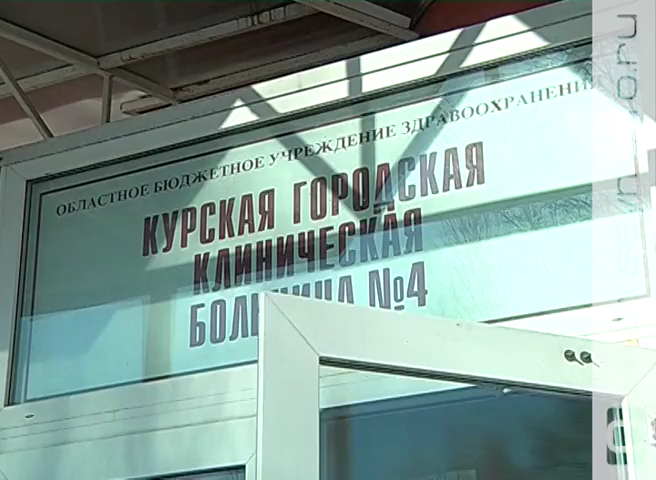 ОБЛАСТНОЕ БЮДЖЕТНОЕ УЧРЕЖДЕНИЕ ЗДРАВООХРАНЕНИЯ
КУРСКАЯ ГОРОДСКАЯ
КЛИНИЧЕСКАЯ
БОЛЬНИЦА №4